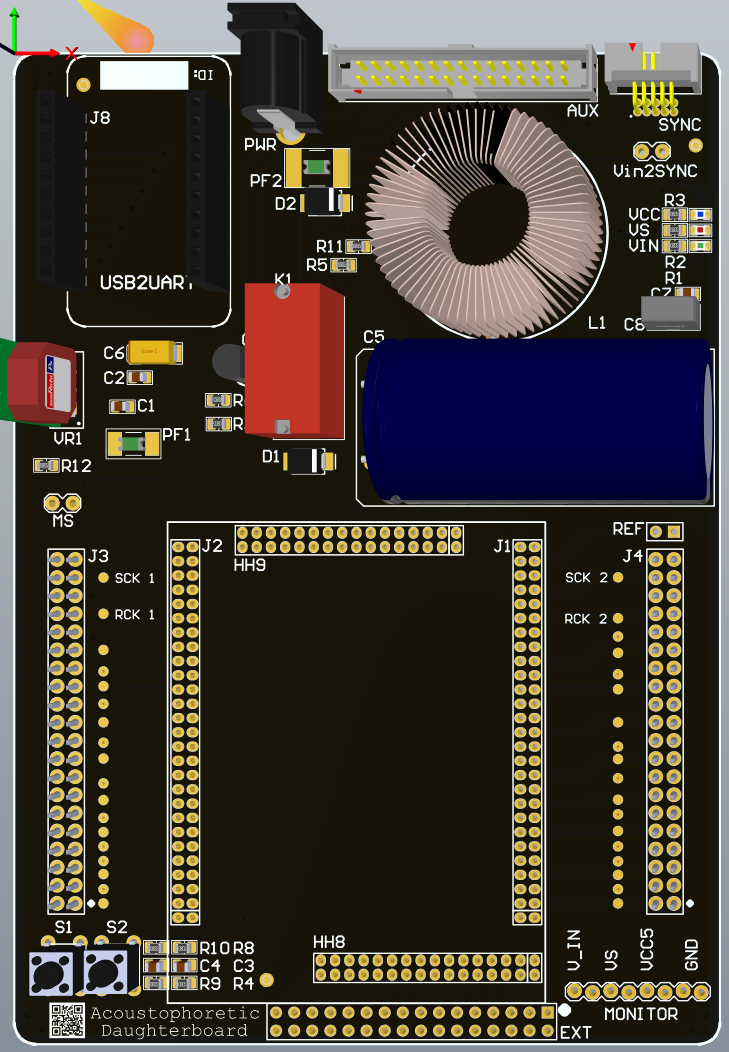 X
ID:
J8
USB2UART
PWR
PF2
D2
AUX
SYNC
Vin2SYNC
R3
VCC
VS
VIN
R2
R1
C7
C8
L1
R11
R5
K1
C5
C6
C2
C1
PF1
VR1
R12
R
R
D1
MS
REF
J3
J2
HH9
J1
J4
SCK 1
RCK 1
SCK 2
RCK 2
S1
S2
R10 R8
C4 C3
R9 R4
HH8
V_IN
VS
VCC5
GND
MONITOR
Acoustophoretic
Daughterboard
EXT